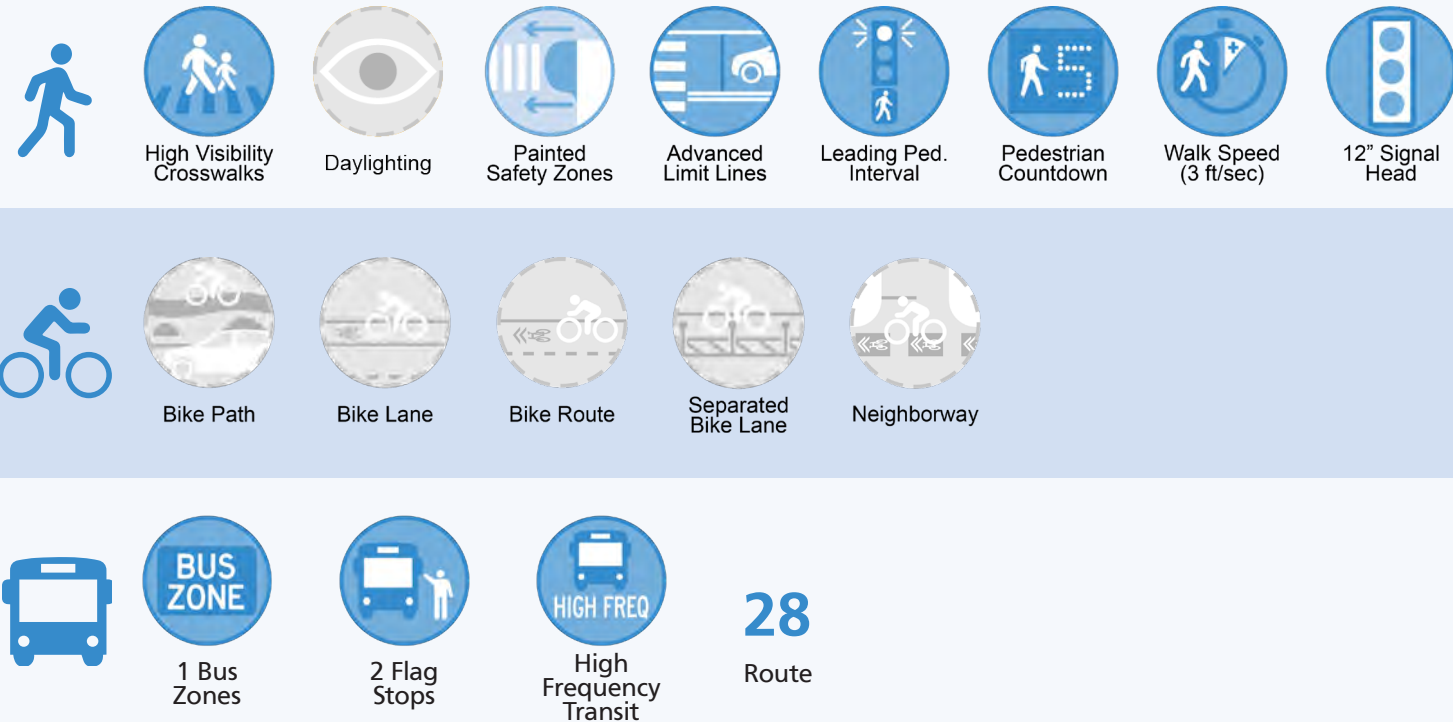 High Visibility
Crosswalks
Daylighting
Painted
Safety Zones
Advanced
Limit Lines
Leading Ped.
Interval
5
Pedestrian
Countdown
Walk Speed
(3 ft/sec)
12” Signal
Head
Bike Path
Bike Lane
Bike Route
Separated
Bike Lane
Neighborway
BUS
ZONE
1 Bus
Zones
2 Flag
Stops
HIGH FREQ
High
Frequency
Transit
28
Route